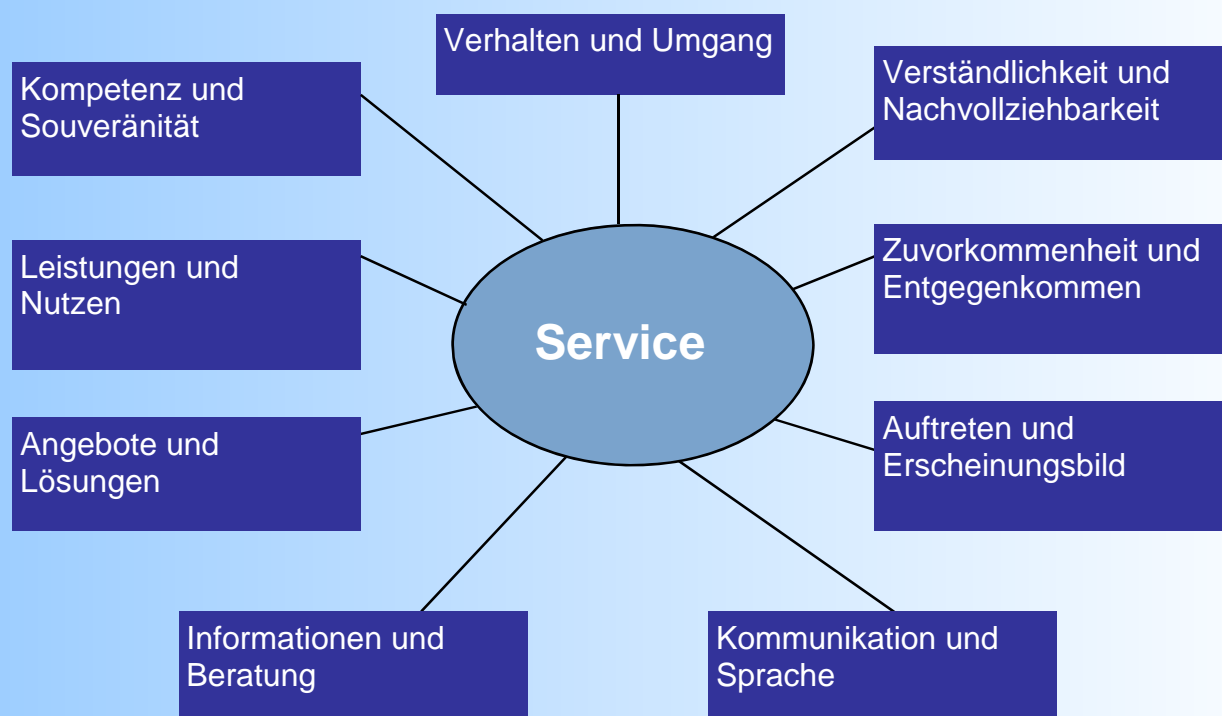 Verhalten und Umgang
Kompetenz und
Souveränität
Verständlichkeit und
Nachvollziehbarkeit
Leistungen und
Nutzen
Zuvorkommenheit und
Entgegenkommen
Service
Angebote und
Lösungen
Auftreten und
Erscheinungsbild
Informationen und
Beratung
Kommunikation und
Sprache